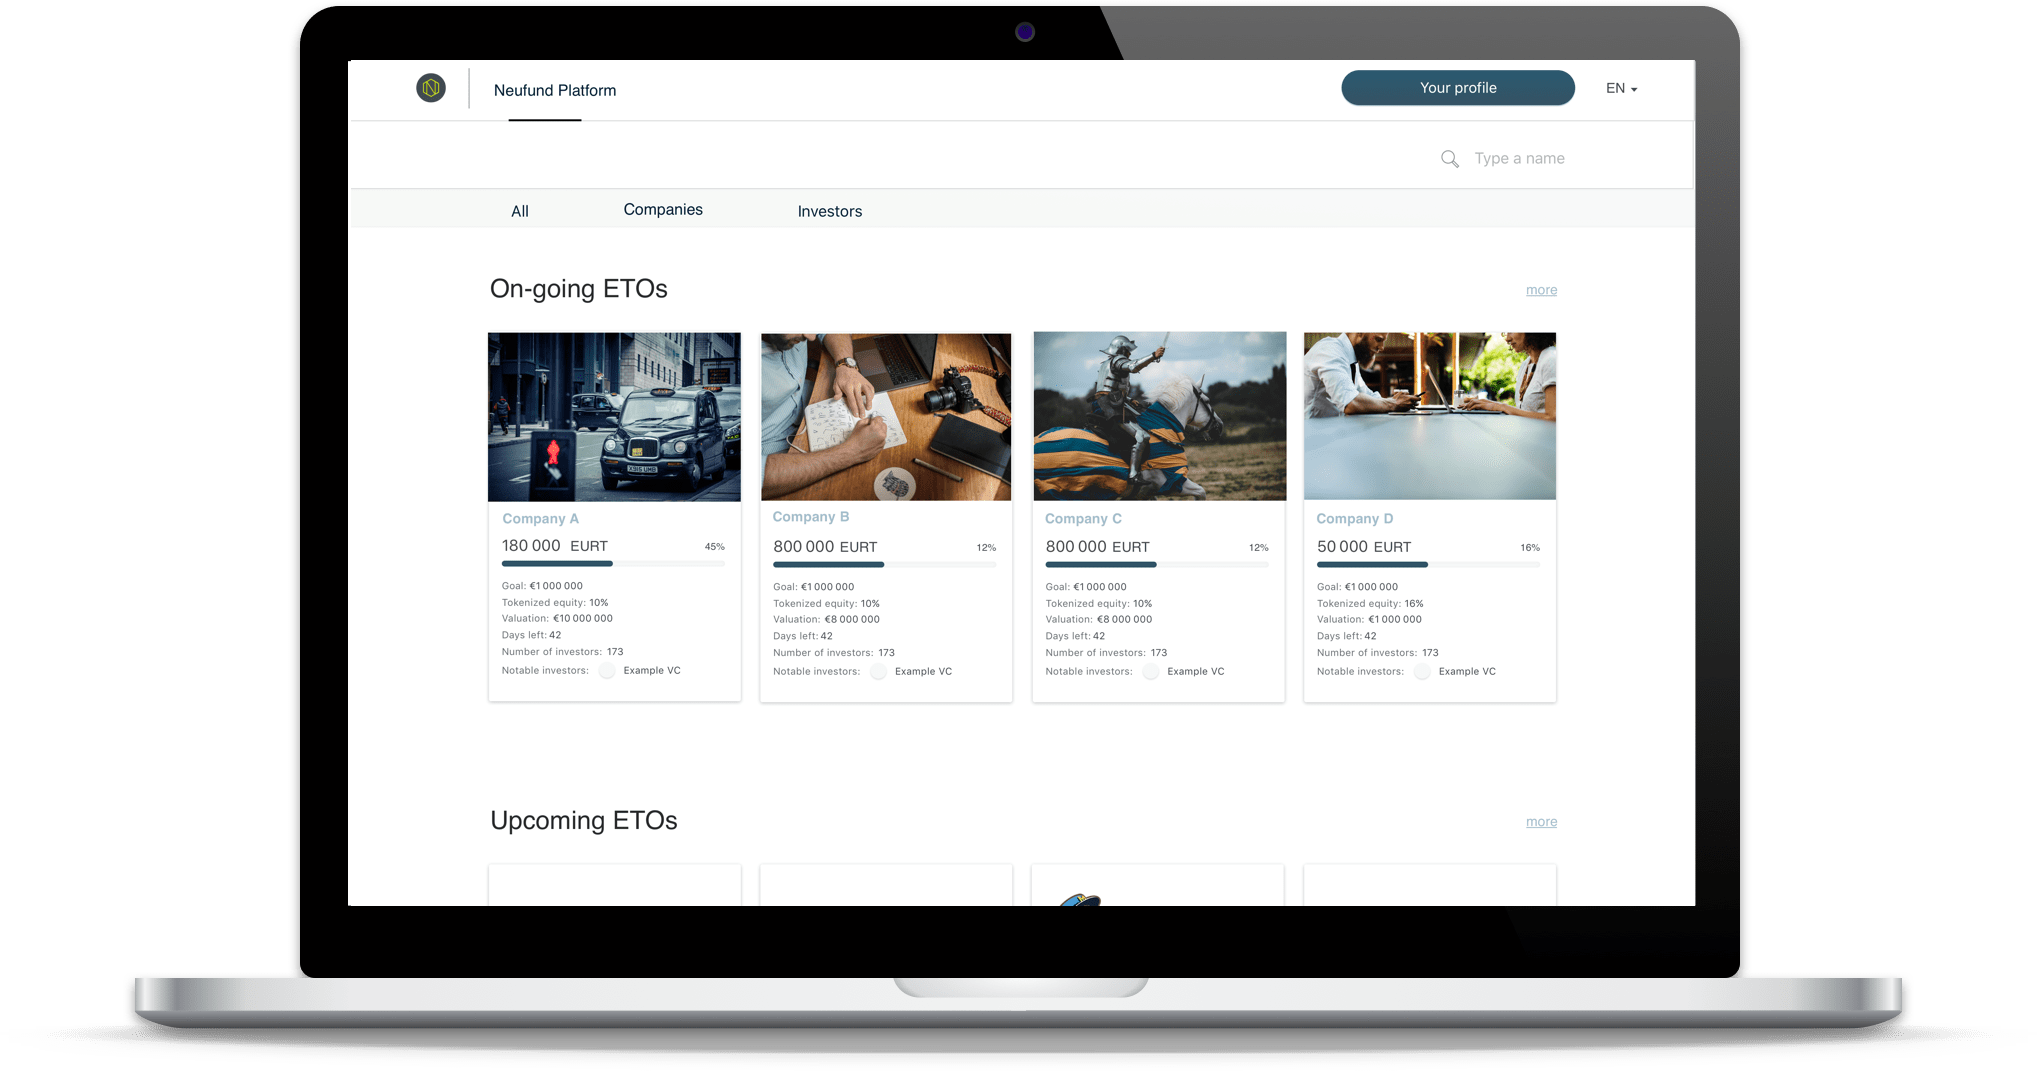 Neufund Platform
Your profile
EN
Type a name
All Companies Investors
On-going ETOs more
Company A
180 000 EURT 45%
Goal: €1 000 000
Tokenized equity: 10%
Valuation: €10 000 000
Days left: 42
Number of investors: 173
Notable investors: Example VC
Company B
800 000 EURT 12%
Goal: €1 000 000
Tokenized equity: 10%
Valuation: €8 000 000
Days left: 42
Number of investors: 173
Notable investors: Example VC
Company C
800 000 EURT 12%
Goal: €1 000 000
Tokenized equity: 10%
Valuation: €8 000 000
Days left: 42
Number of investors: 173
Notable investors: Example VC
Company D
50 000 EURT 16%
Goal: €1 000 000
Tokenized equity: 16%
Valuation: €1 000 000
Days left: 42
Number of investors: 173
Notable investors: Example VC
Upcoming ETOs more